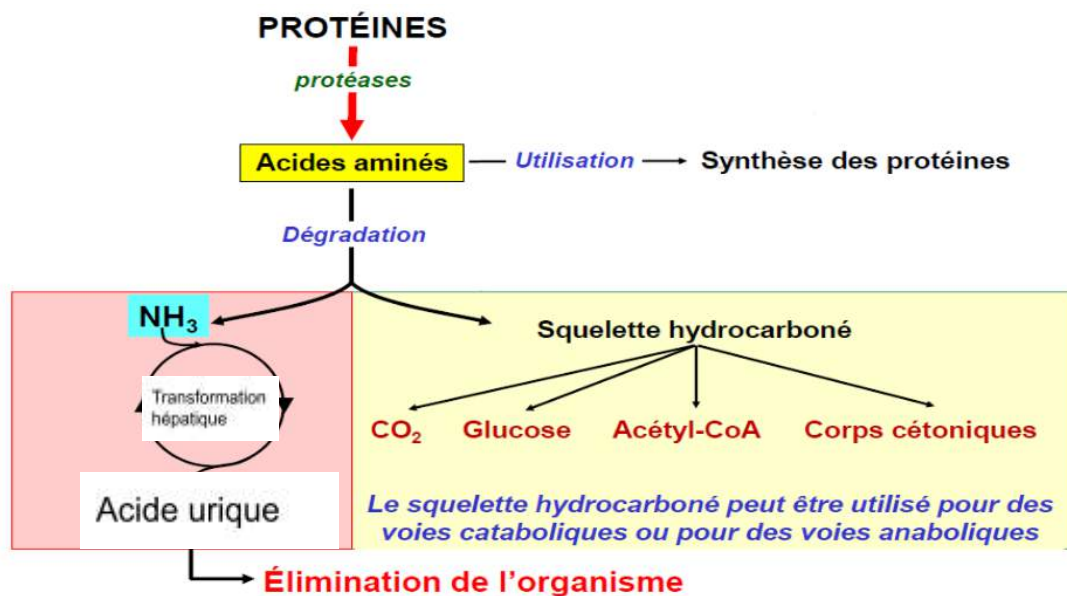 PROTÉINES
protéases
Acides aminés
Utilisation
Synthèse des protéines
Dégradation
NH₃
Squelette hydrocarboné
Transformation
hépatique
CO₂
Glucose
Acétyl-CoA
Corps cétoniques
Acide urique
Le squelette hydrocarboné peut être utilisé pour des
voies cataboliques ou pour des voies anaboliques
Élimination de l'organisme